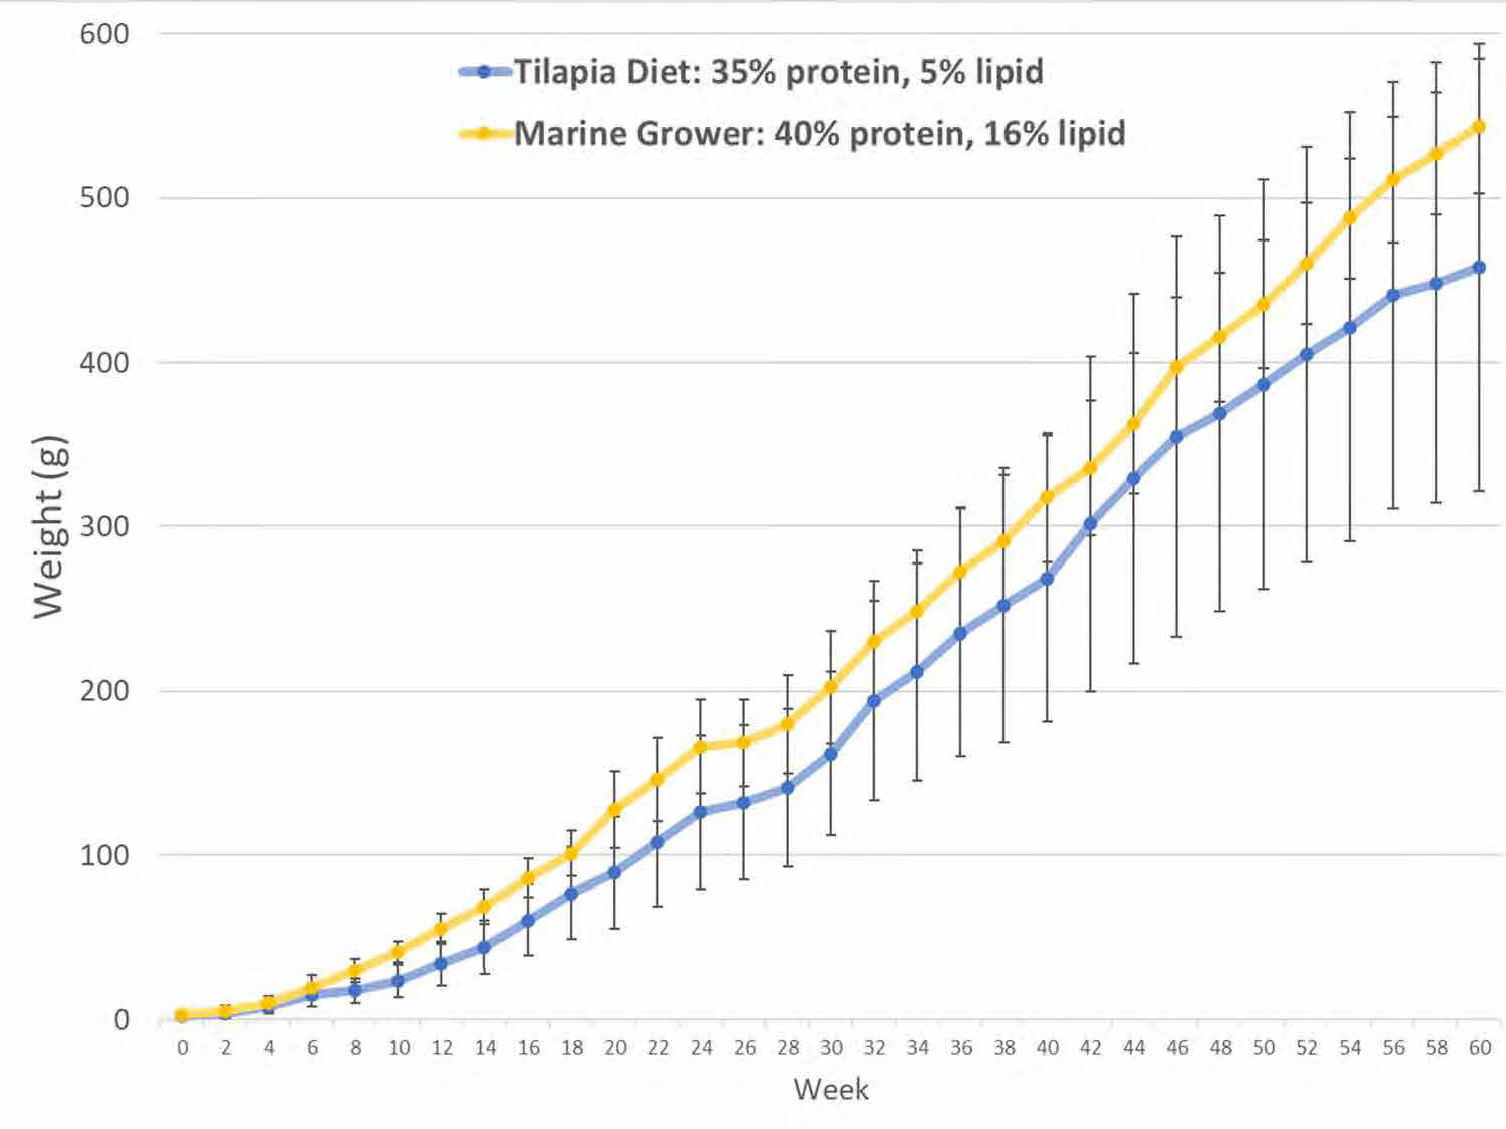 600
Tilapia Diet: 35% protein, 5% lipid
Marine Grower: 40% protein, 16% lipid
500
400
Weight (g)
300
200
100
0
0 2 4 6 8 10 12 14 16 18 20 22 24 26 28 30 32 34 36 38 40 42 44 46 48 50 52 54 56 58 60
Week